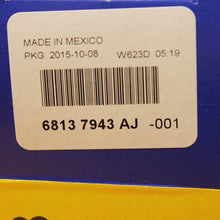 MADE IN MEXICO
PKG 2015-10-08 W623D 05:19
6813 7943 AJ -001